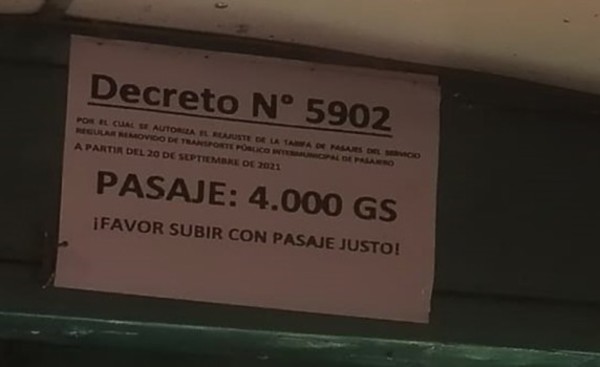 Decreto N° 5902
POR EL CUAL SE AUTORIZA EL REAJUSTE DE LA TARIFA DE PASAJES DEL SERVICIO
REGULAR REMOVIDO DE TRANSPORTE PÚBLICO INTERMUNICIPAL DE PASAJERO
A PARTIR DEL 20 DE SEPTIEMBRE DE 2021
PASAJE: 4.000 GS
¡FAVOR SUBIR CON PASAJE JUSTO!